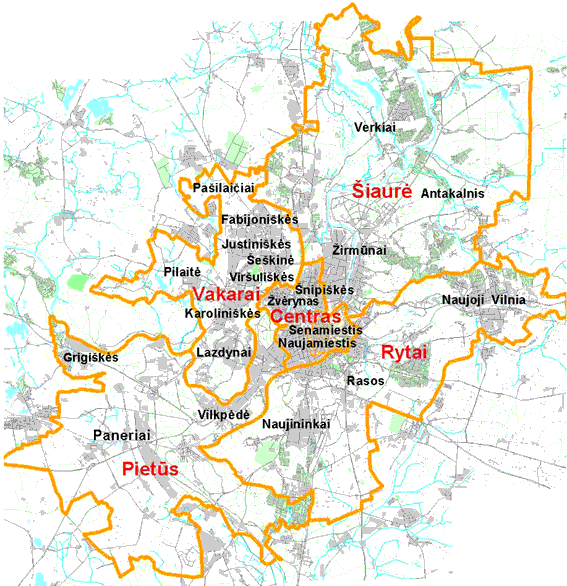 Verkiai
Pašilaičiai
Šiaurė
Antakalnis
Fabijoniškės
Justiniškės
Žirmūnai
Šeškinė
Pilaitė
Viršuliškės
Vakarai
Šnipiškės
Žvėrynas
Naujoji Vilnia
Karoliniškės
Centras
Senamiestis
Naujamiestis
Grigiškės
Lazdynai
Rytai
Rasos
Vilkpėdė
Naujininkai
Paneriai
Pietūs